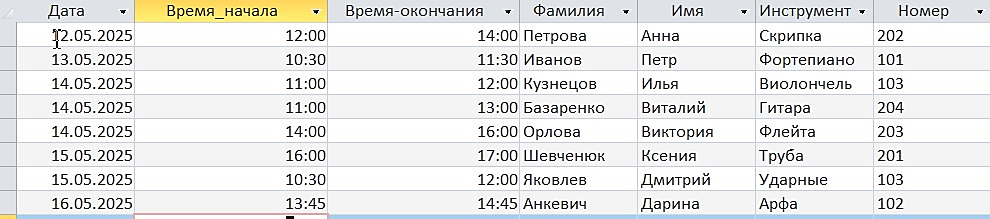 Дата Время_начала Время-окончания Фамилия Имя Инструмент Номер
12.05.2025 12:00 14:00 Петрова Анна Скрипка 202
13.05.2025 10:30 11:30 Иванов Петр Фортепиано 101
14.05.2025 11:00 12:00 Кузнецов Илья Виолончель 103
14.05.2025 11:00 13:00 Базаренко Виталий Гитара 204
14.05.2025 14:00 16:00 Орлова Виктория Флейта 203
15.05.2025 16:00 17:00 Шевченюк Ксения Труба 201
15.05.2025 10:30 12:00 Яковлев Дмитрий Ударные 103
16.05.2025 13:45 14:45 Анкевич Дарина Арфа 102